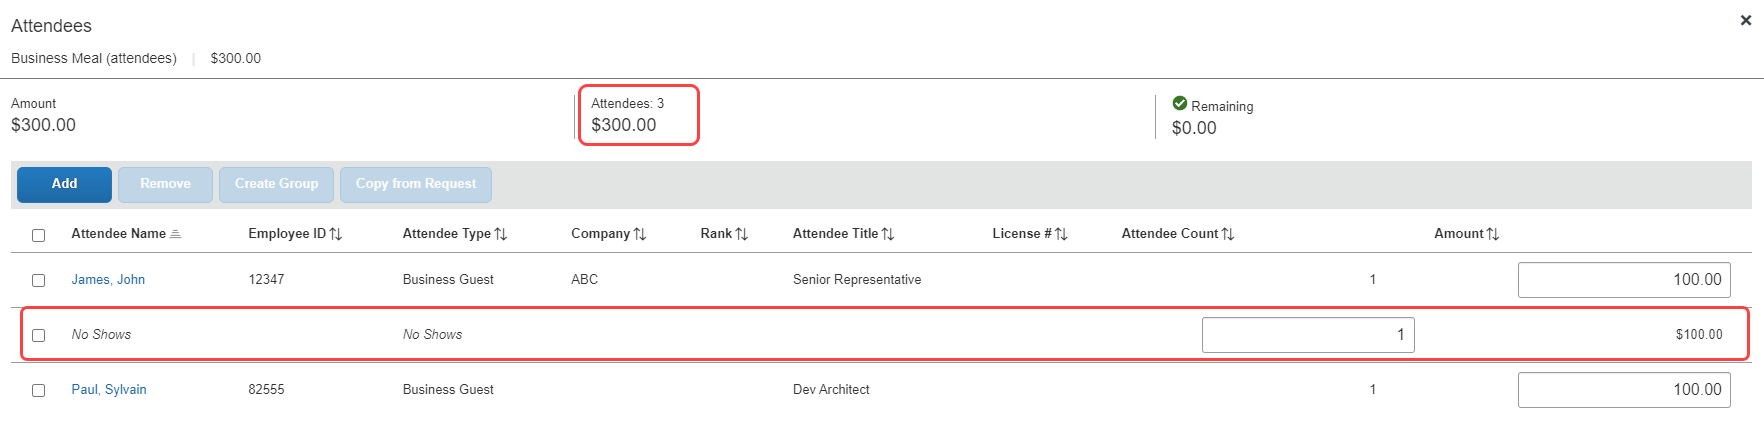 Attendees
Business Meal (attendees) | $300.00
Amount
$300.00
Attendees: 3
$300.00
Remaining
$0.00
Add Remove Create Group Copy from Request
Attendee Name Employee ID Attendee Type Company Rank Attendee Title License # Attendee Count Amount
James, John 12347 Business Guest ABC Senior Representative 1 100.00
No Shows No Shows 1 $100.00
Paul, Sylvain 82555 Business Guest Dev Architect 1 100.00